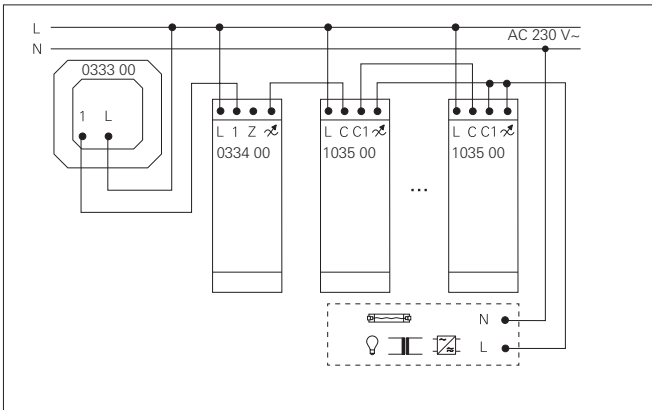 L
AC 230 V~
N
0333 00
1 L
L 1 Z
0334 00
L C C1
1035 00
...
L C C1
1035 00
N
L